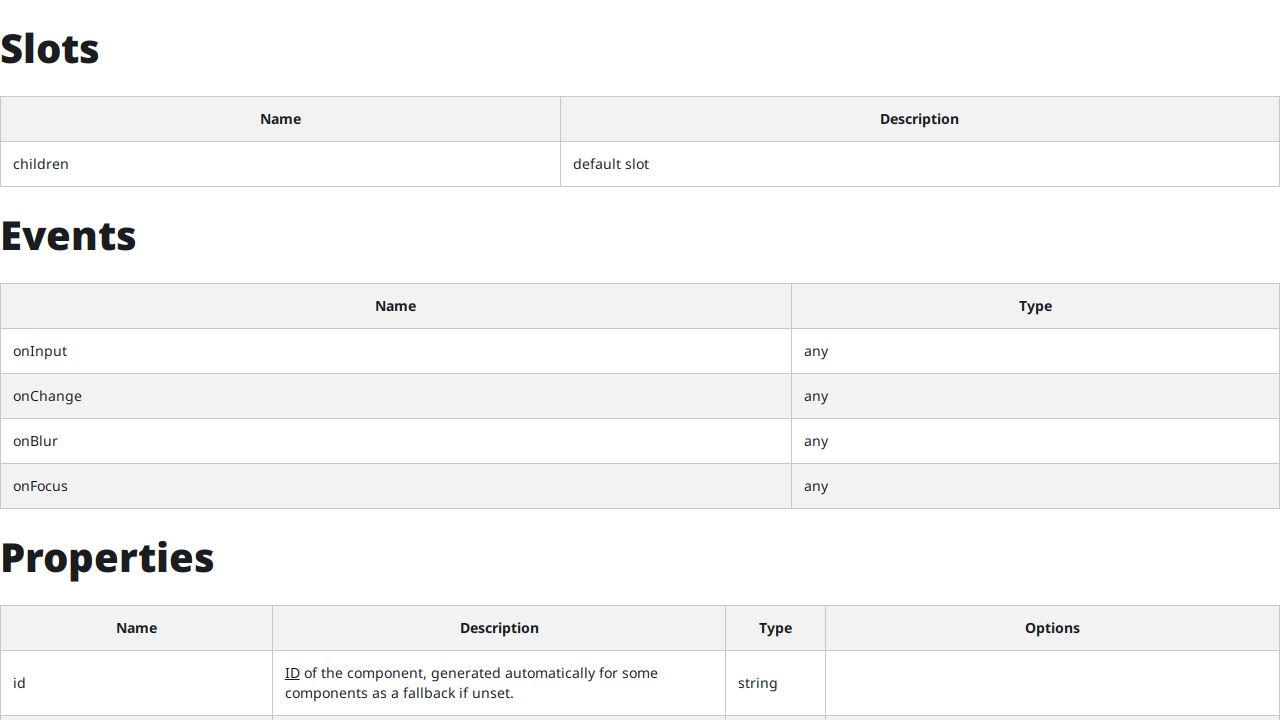 Slots
Name Description
children default slot
Events
Name Type
onInput any
onChange any
onBlur any
onFocus any
Properties
Name Description Type Options
id ID of the component, generated automatically for some string
components as a fallback if unset.